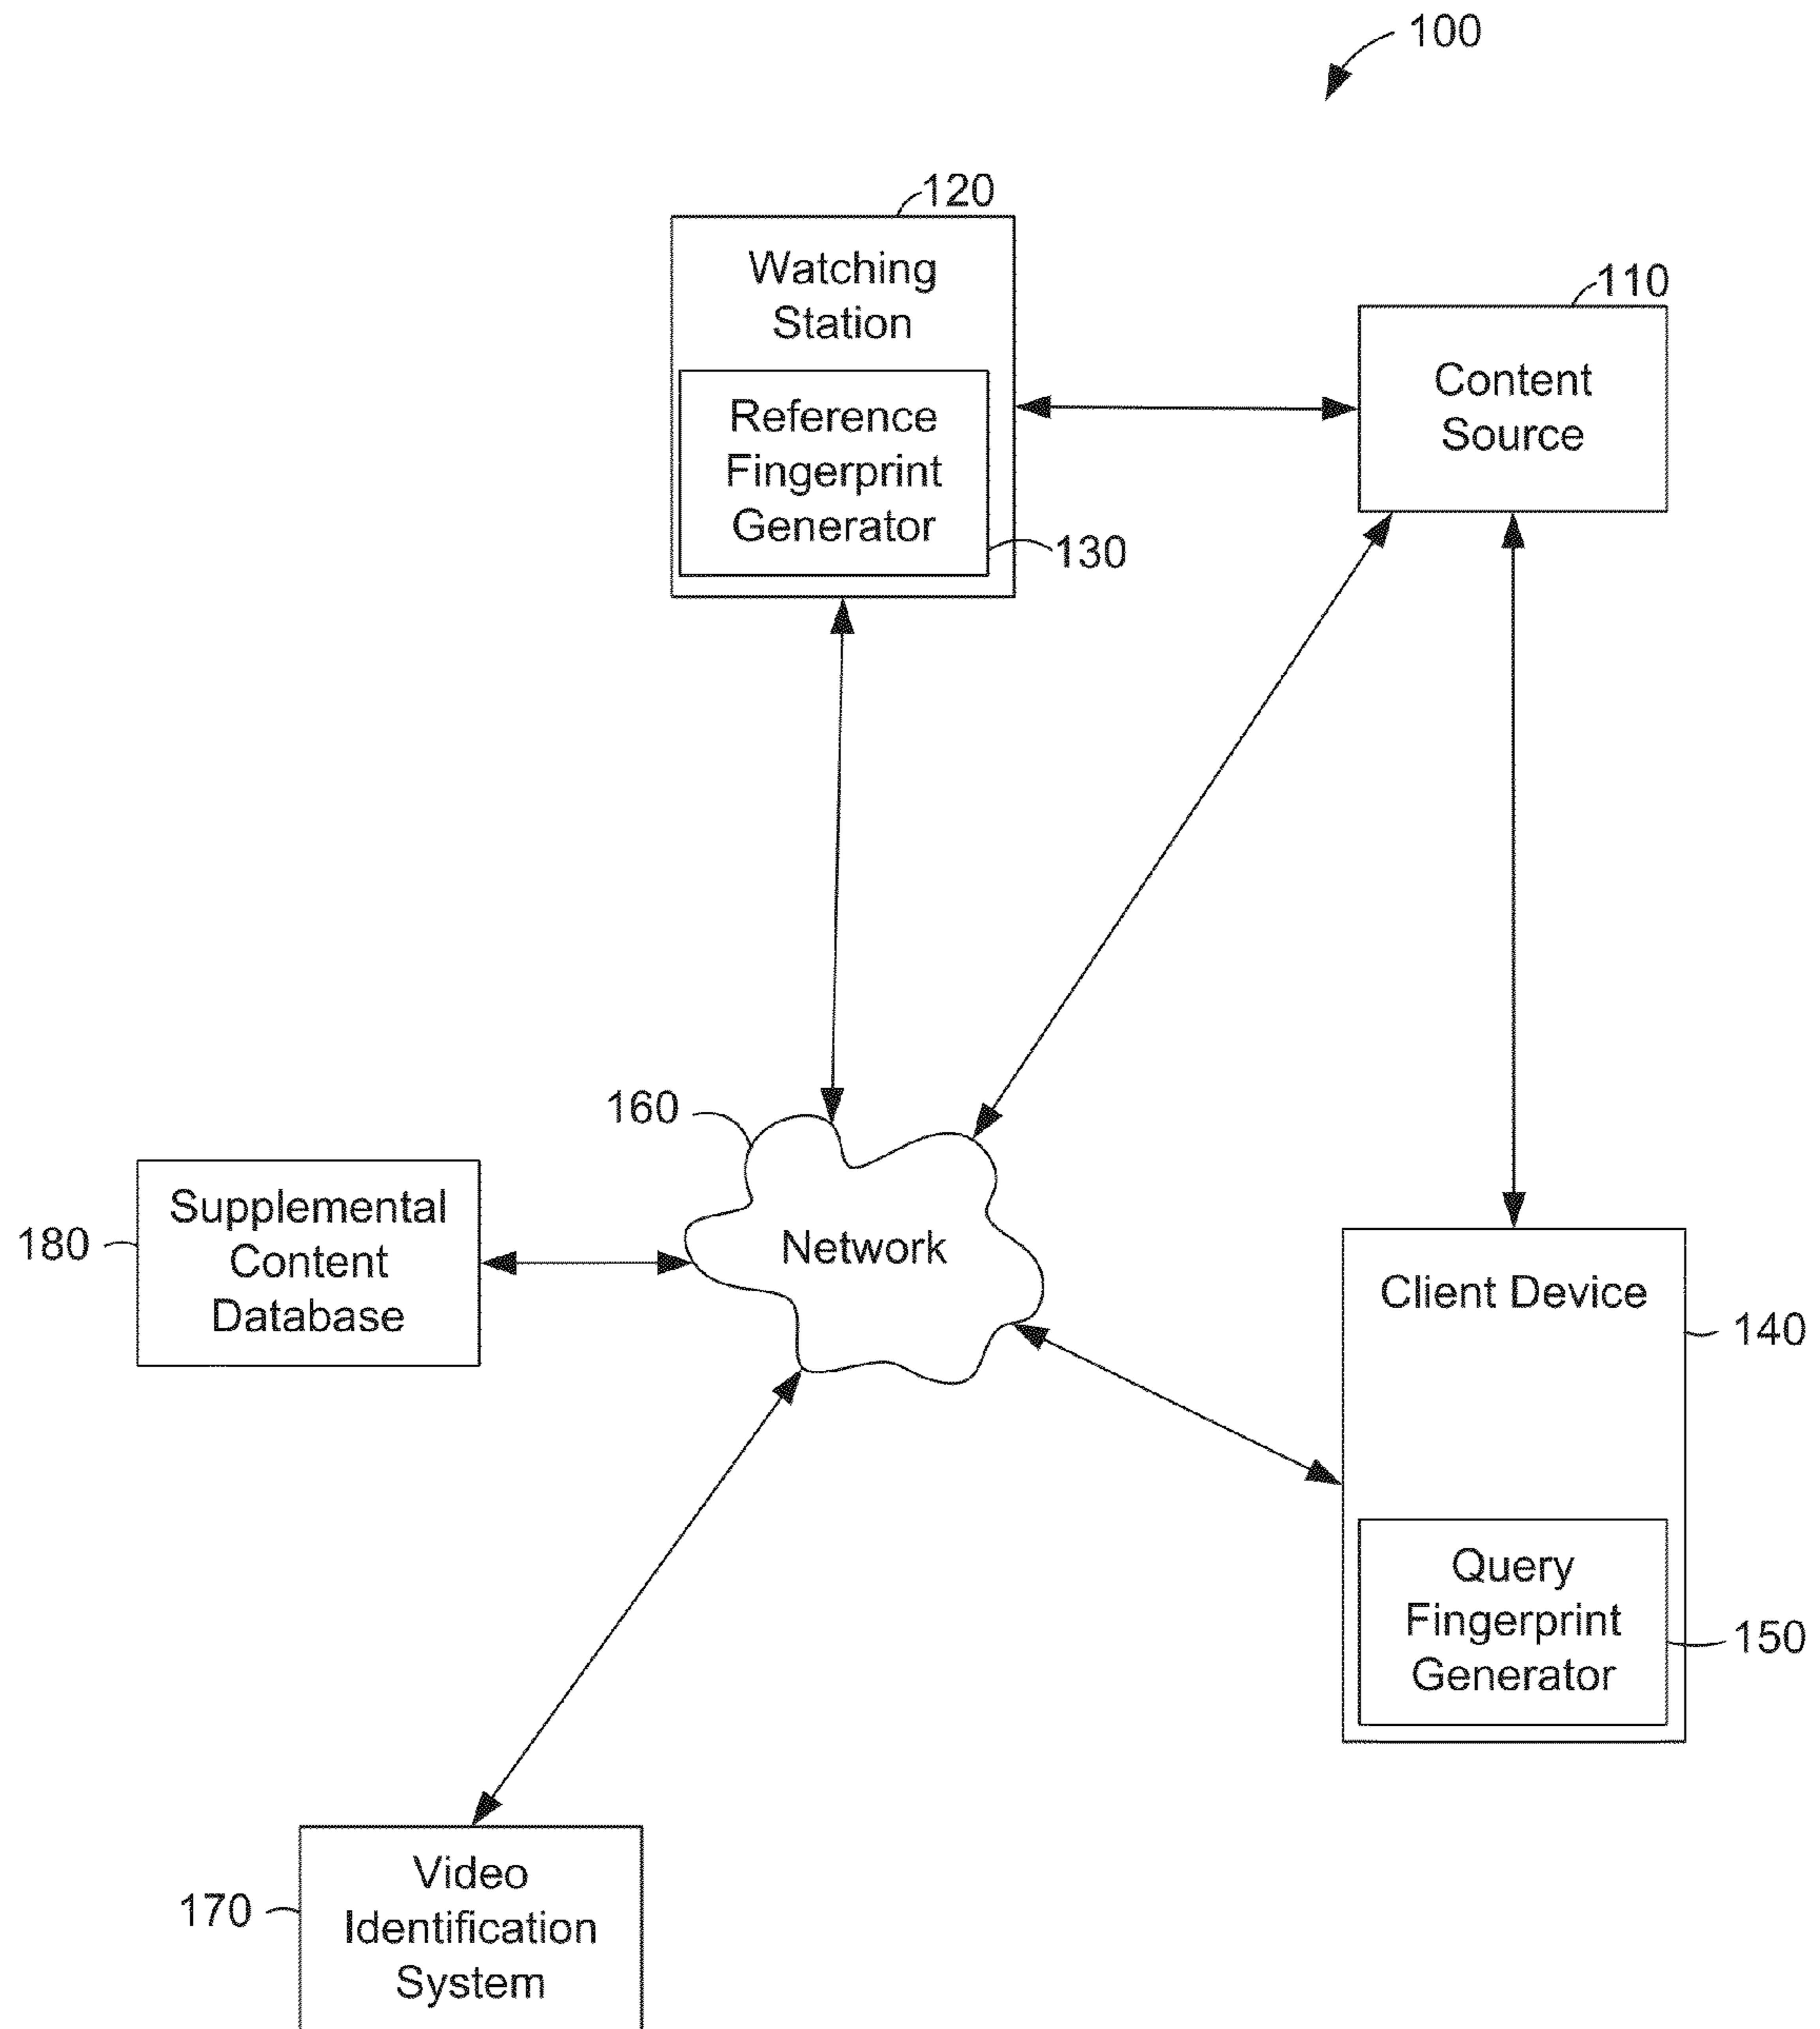 100
120
Watching
Station
110
Content
Source
Reference
Fingerprint
Generator
130
160
Supplemental
Content
Database
180
Network
Client Device
140
Query
Fingerprint
Generator
150
Video
Identification
System
170